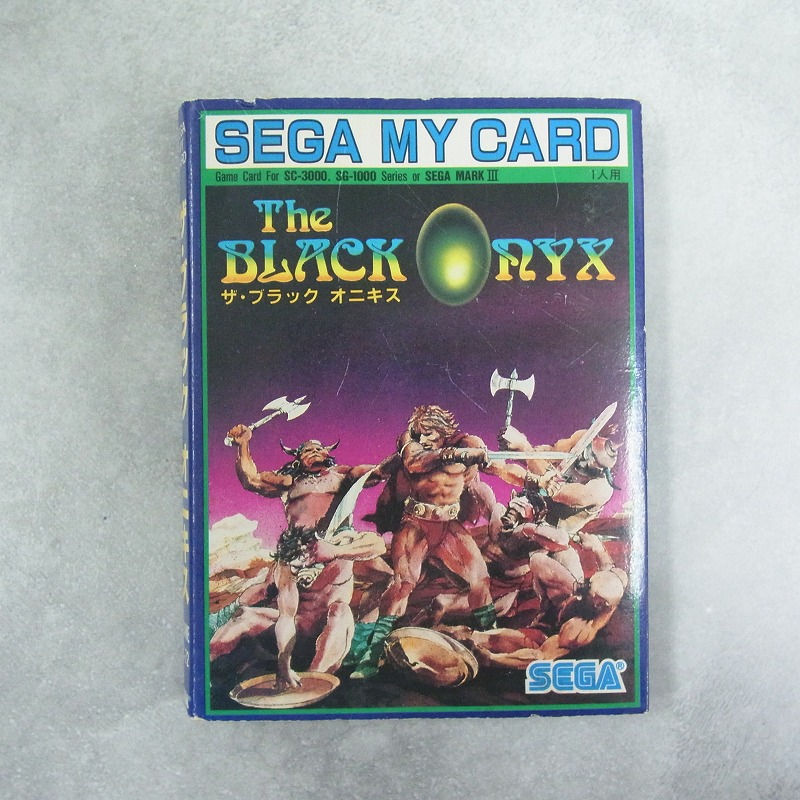 SEGA MY CARD
Game Card For SC-3000, SG-1000 Series or SEGA MARK III
1人用
The
BLACK ONYX
ザ・ブラック オニキス
SEGA®